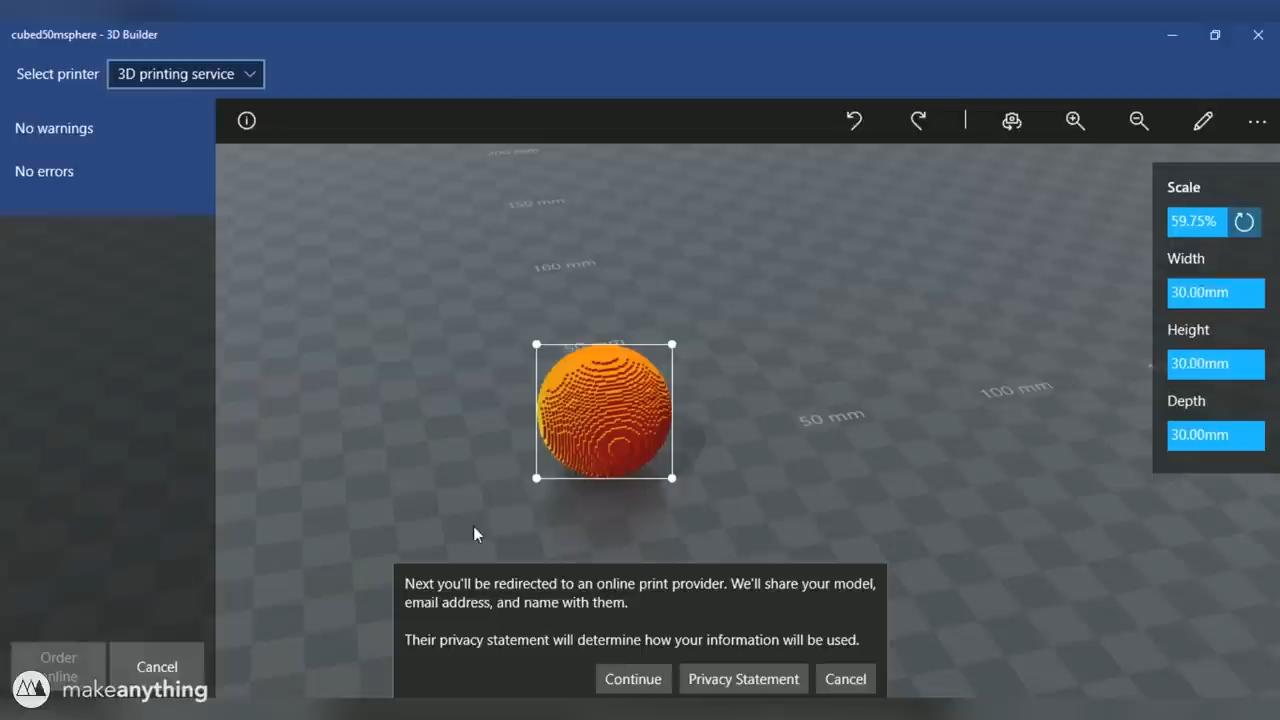 cubed50msphere - 3D Builder
Select printer
3D printing service
No warnings
No errors
150 mm
100 mm
50 mm
100 mm
Scale
59.75%
Width
30.00mm
Height
30.00mm
Depth
30.00mm
Next you'll be redirected to an online print provider. We'll share your model,
email address, and name with them.
Their privacy statement will determine how your information will be used.
Continue
Privacy Statement
Cancel
Order
Cancel
makeanything